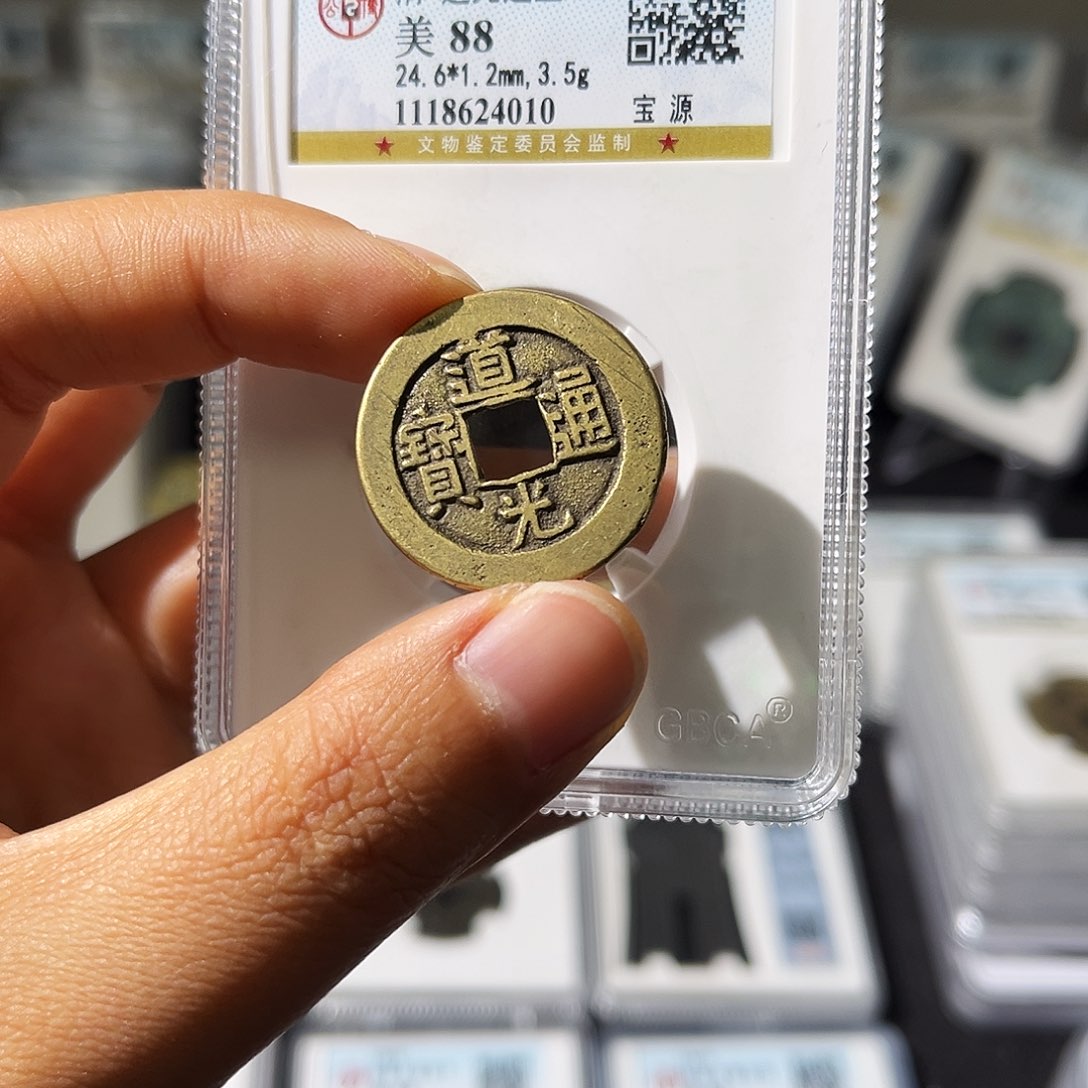 美 88
24.6*1.2mm,3.5g
1118624010 宝源
★ 文物鉴定委员会监制 ★
道
寶 通
光
GBCA®